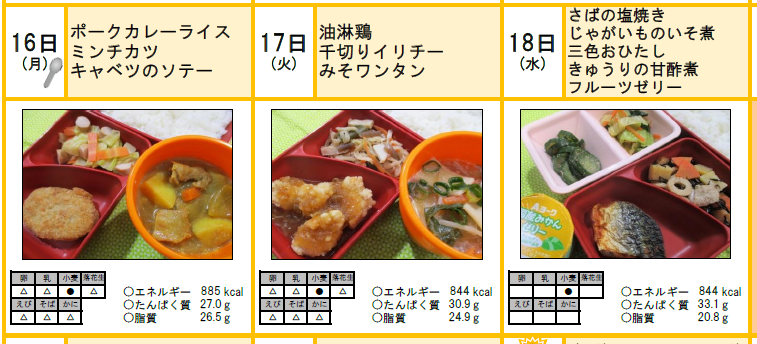 16日
(月)
ポークカレーライス
ミンチカツ
キャベツのソテー
卵 乳 小麦 落花生
△ △ ● △
えび そば かに
△ △ △
○エネルギー 885 kcal
○たんぱく質 27.0 g
○脂質 26.5 g
17日
(火)
油淋鶏
千切りイリチー
みそワンタン
卵 乳 小麦 落花生
△ △ ● △
えび そば かに
△ △ △
○エネルギー 844 kcal
○たんぱく質 30.9 g
○脂質 24.9 g
18日
(水)
さばの塩焼き
じゃがいものいそ煮
三色おひたし
きゅうりの甘酢煮
フルーツゼリー
みかん
ゼリー
卵 乳 小麦 落花生
●
えび そば かに
○エネルギー 844 kcal
○たんぱく質 33.1 g
○脂質 20.8 g